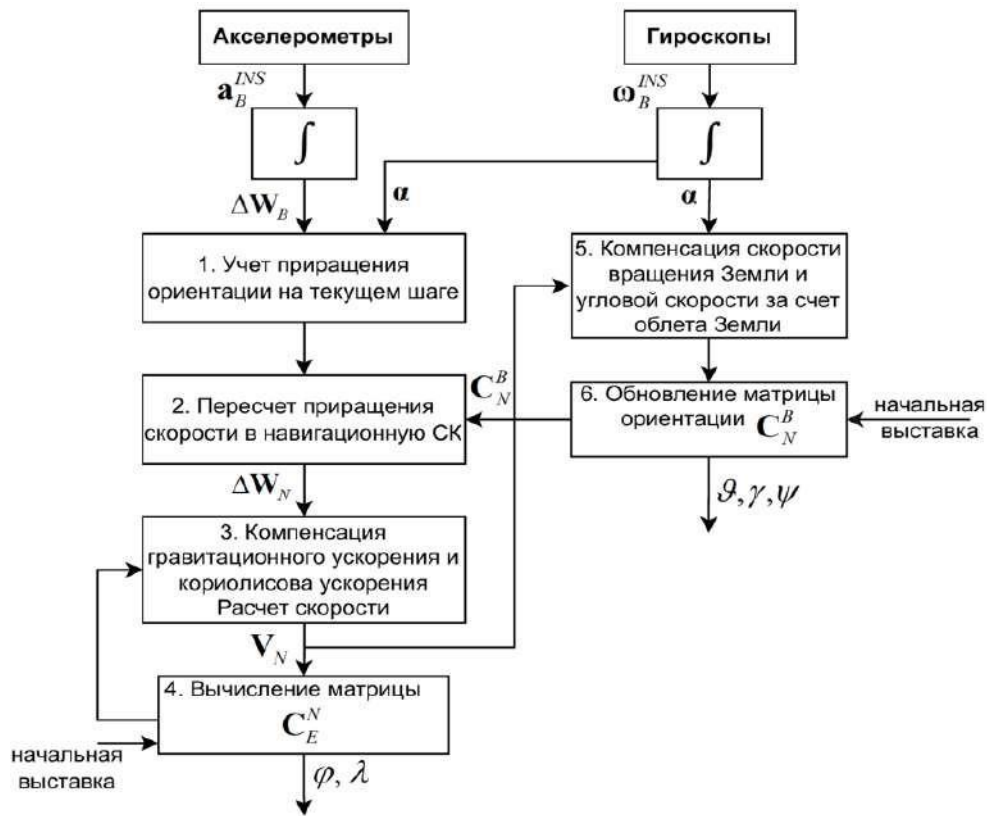 Акселерометры
Гироскопы
a_B^{INS}
ω_B^{INS}
∫
∫
ΔW_B
α
α
1. Учет приращения
ориентации на текущем шаге
5. Компенсация скорости
вращения Земли и
угловой скорости за счет
облета Земли
2. Пересчет приращения
скорости в навигационную СК
C_N^B
6. Обновление матрицы
ориентации C_N^B
начальная
выставка
ΔW_N
ϑ, γ, ψ
3. Компенсация
гравитационного ускорения и
кориолисова ускорения
Расчет скорости
V_N
4. Вычисление матрицы
C_E^N
начальная
выставка
φ, λ